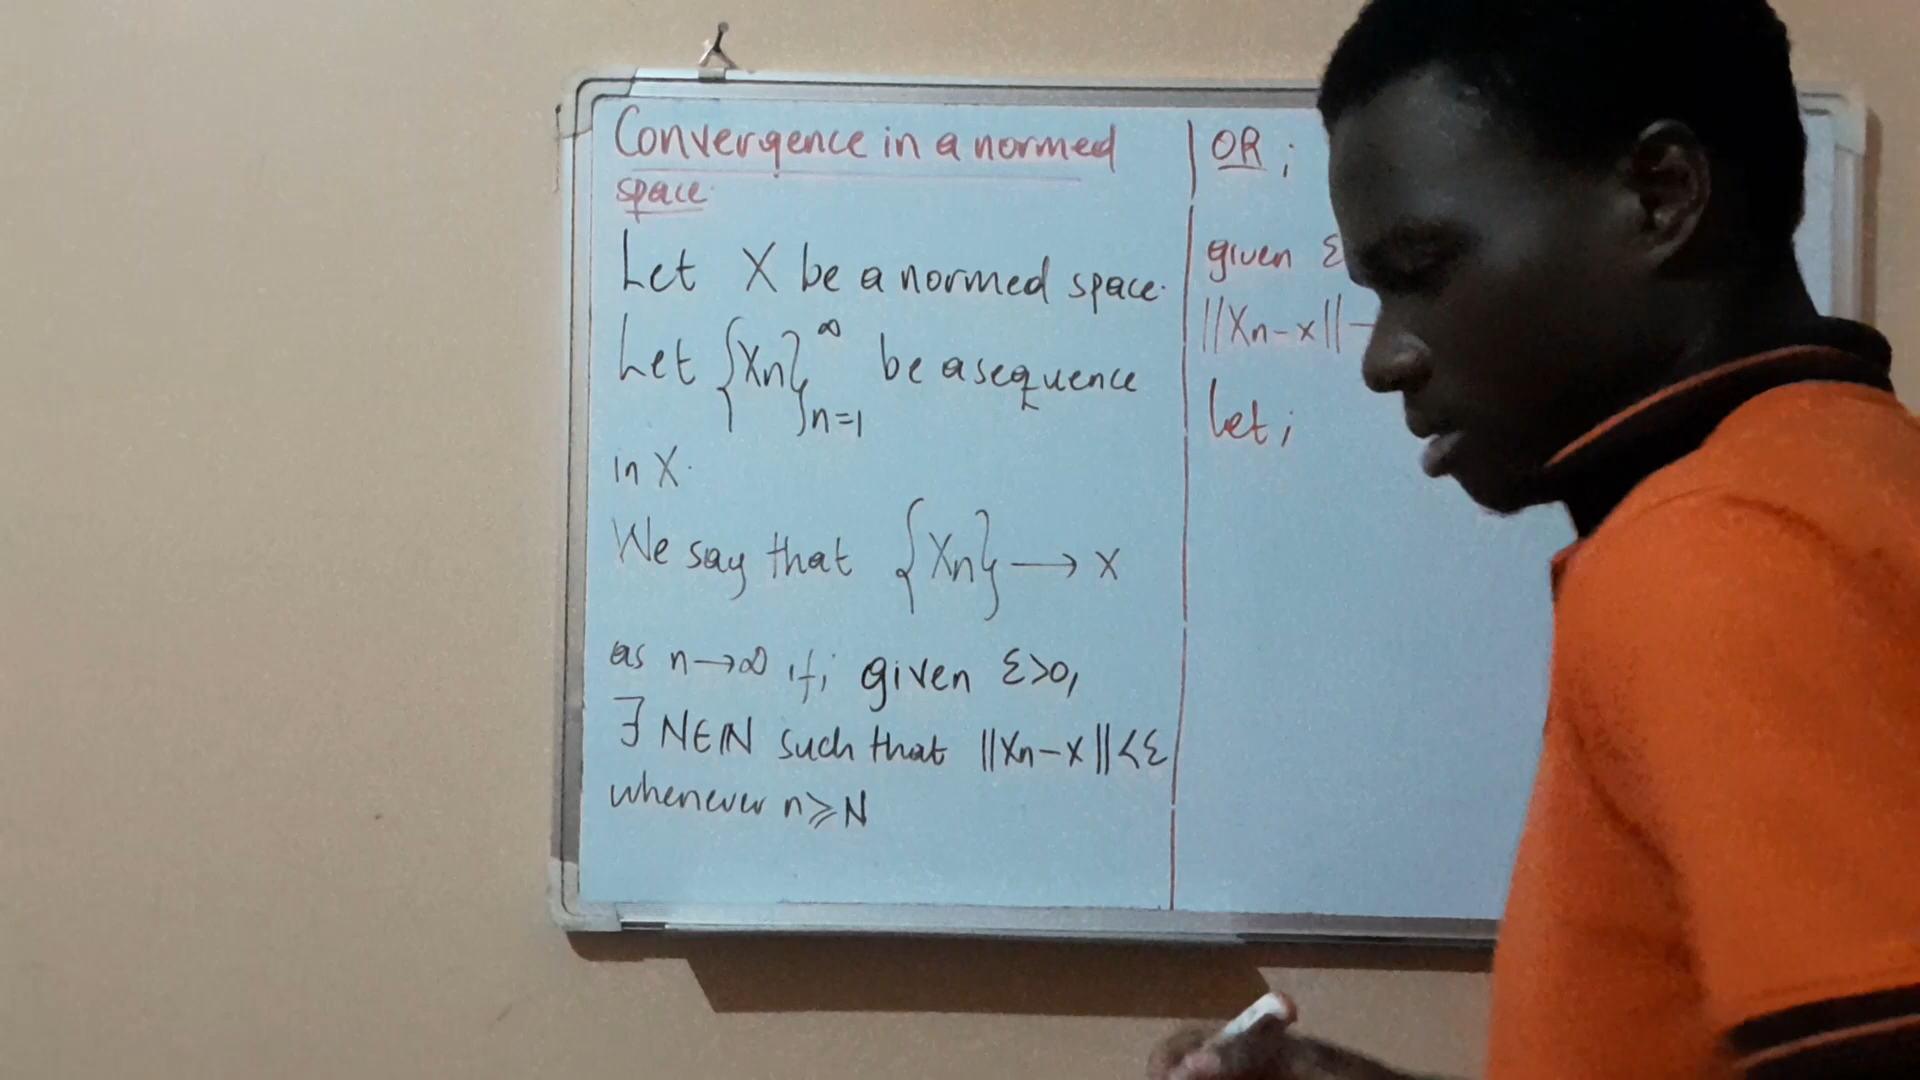 Convergence in a normed
space.
Let X be a normed space.
Let {Xn}∞n=1 be a sequence
in X.
We say that {Xn} → x
as n→∞ if; given ε>0,
∃ N∈ℕ such that ||Xn-x||<ε
whenever n⩾N
OR;
given ε
||Xn-x|| →
Let;